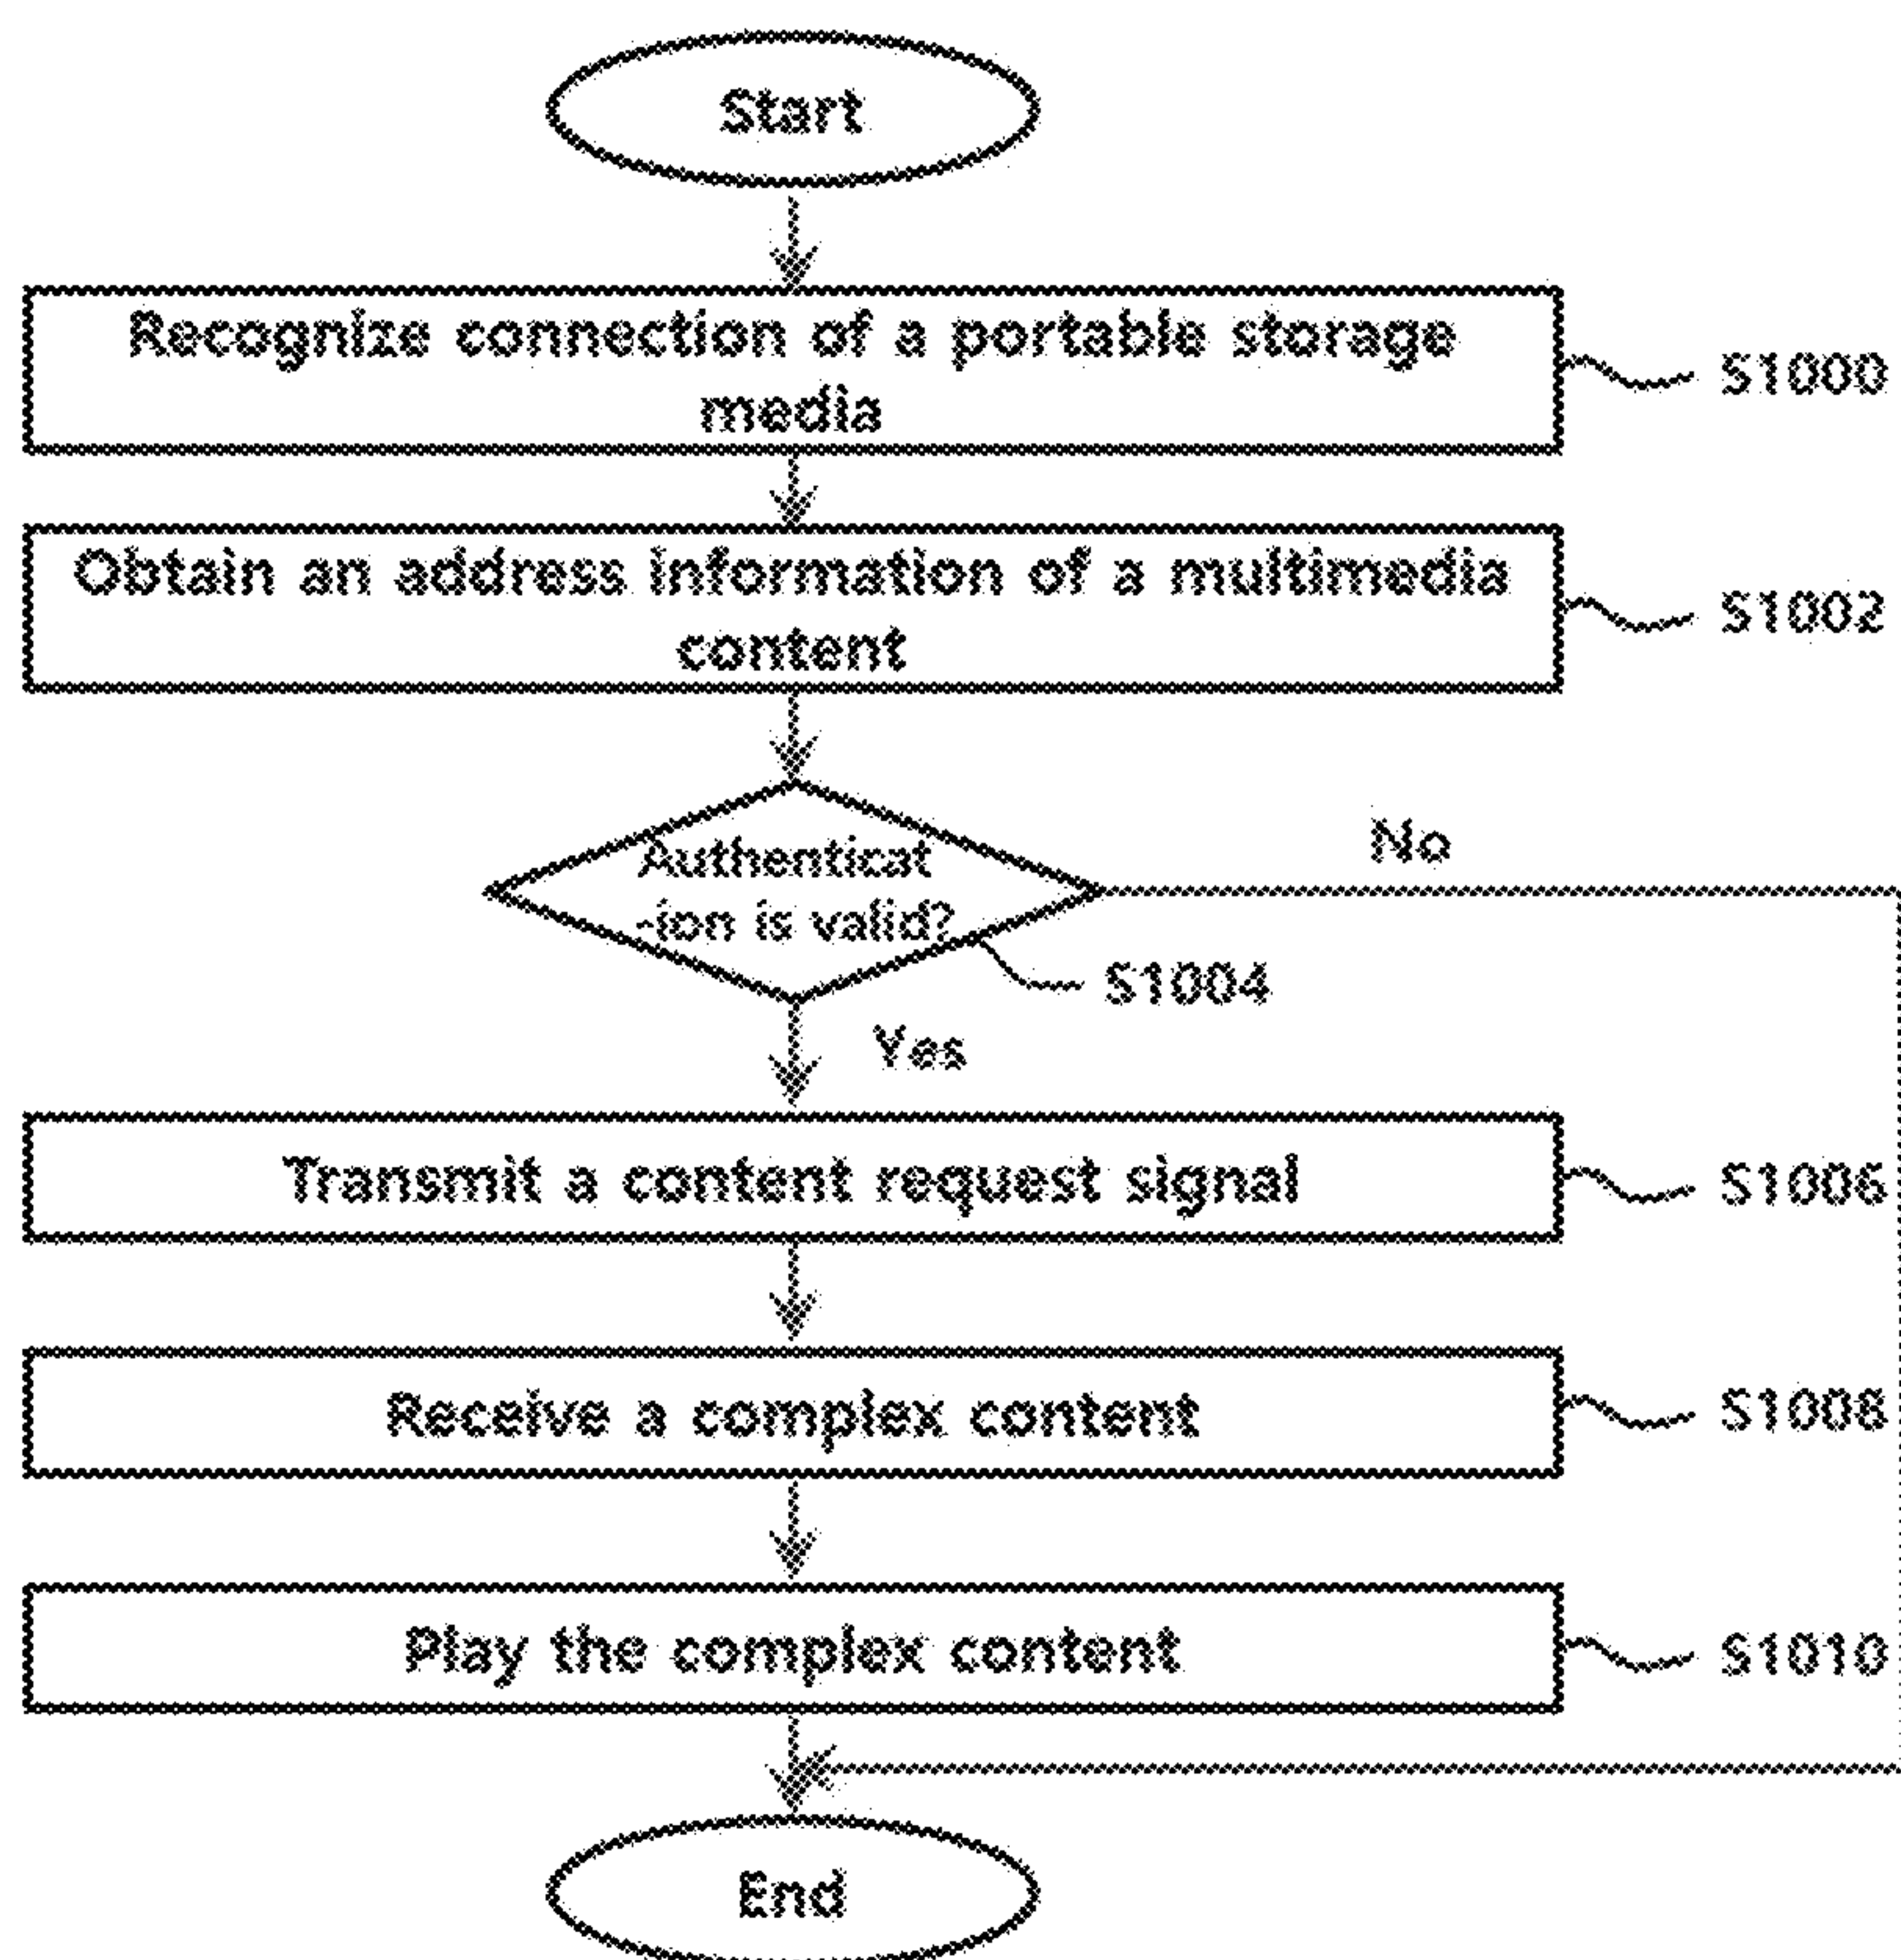 Start
Recognize connection of a portable storage
media
S1000
Obtain an address information of a multimedia
content
S1002
Authenticat
-ion is valid?
No
S1004
Yes
Transmit a content request signal
S1006
Receive a complex content
S1008
Play the complex content
S1010
End